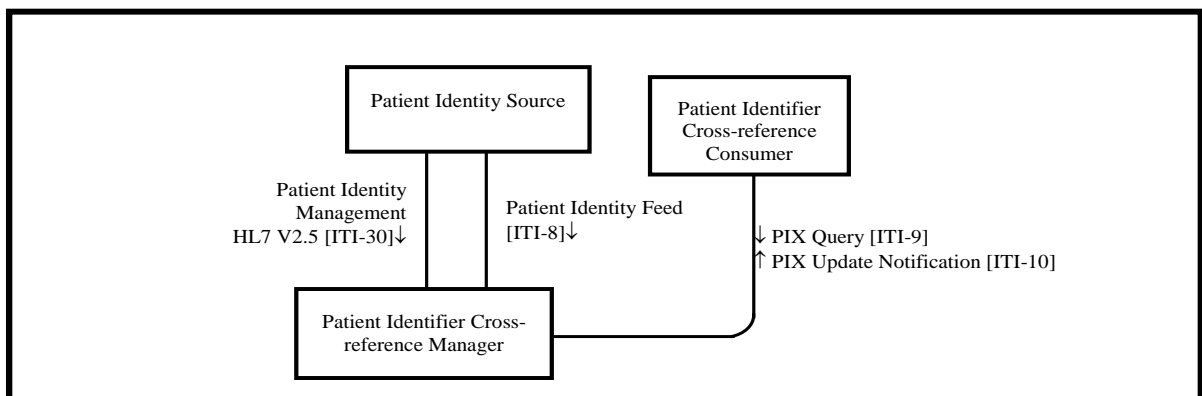 Patient Identity Source
Patient Identifier
Cross-reference
Consumer
Patient Identity
Management
HL7 V2.5 [ITI-30]↓
Patient Identity Feed
[ITI-8]↓
↓ PIX Query [ITI-9]
↑ PIX Update Notification [ITI-10]
Patient Identifier Cross-
reference Manager